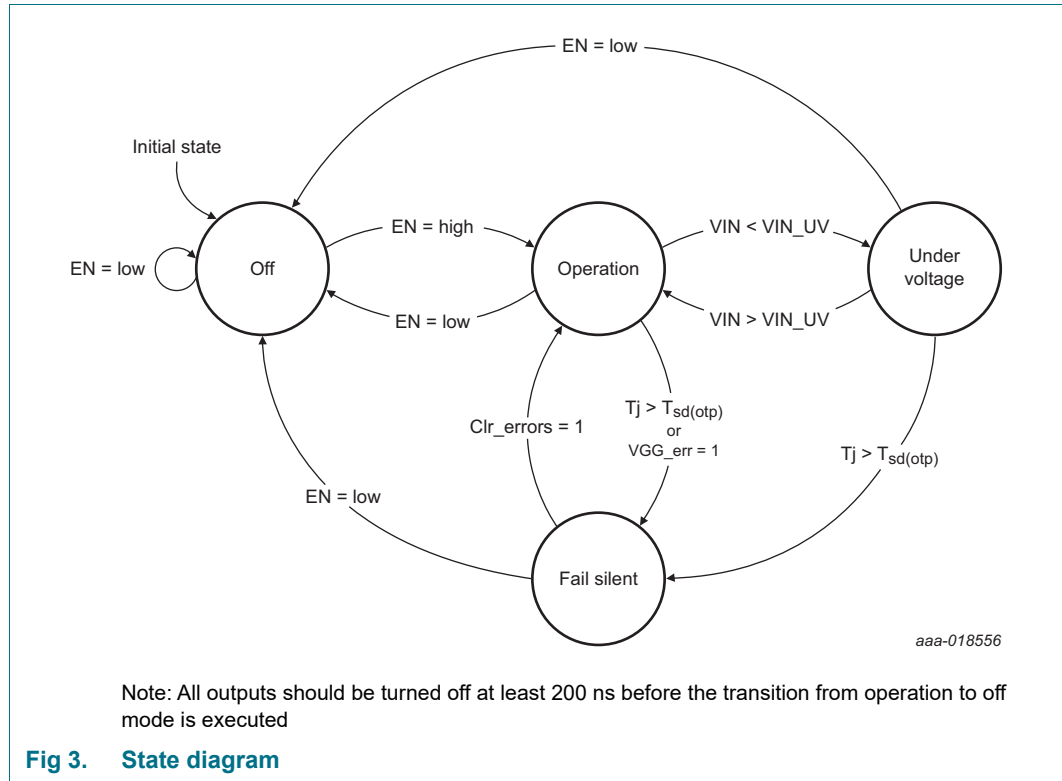 EN = low
Initial state
EN = low
Off
EN = high
EN = low
Operation
VIN < VIN_UV
VIN > VIN_UV
Under
voltage
Clr_errors = 1
Tj > Tsd(otp)
or
VGG_err = 1
Tj > Tsd(otp)
EN = low
Fail silent
aaa-018556
Note: All outputs should be turned off at least 200 ns before the transition from operation to off
mode is executed
Fig 3. State diagram